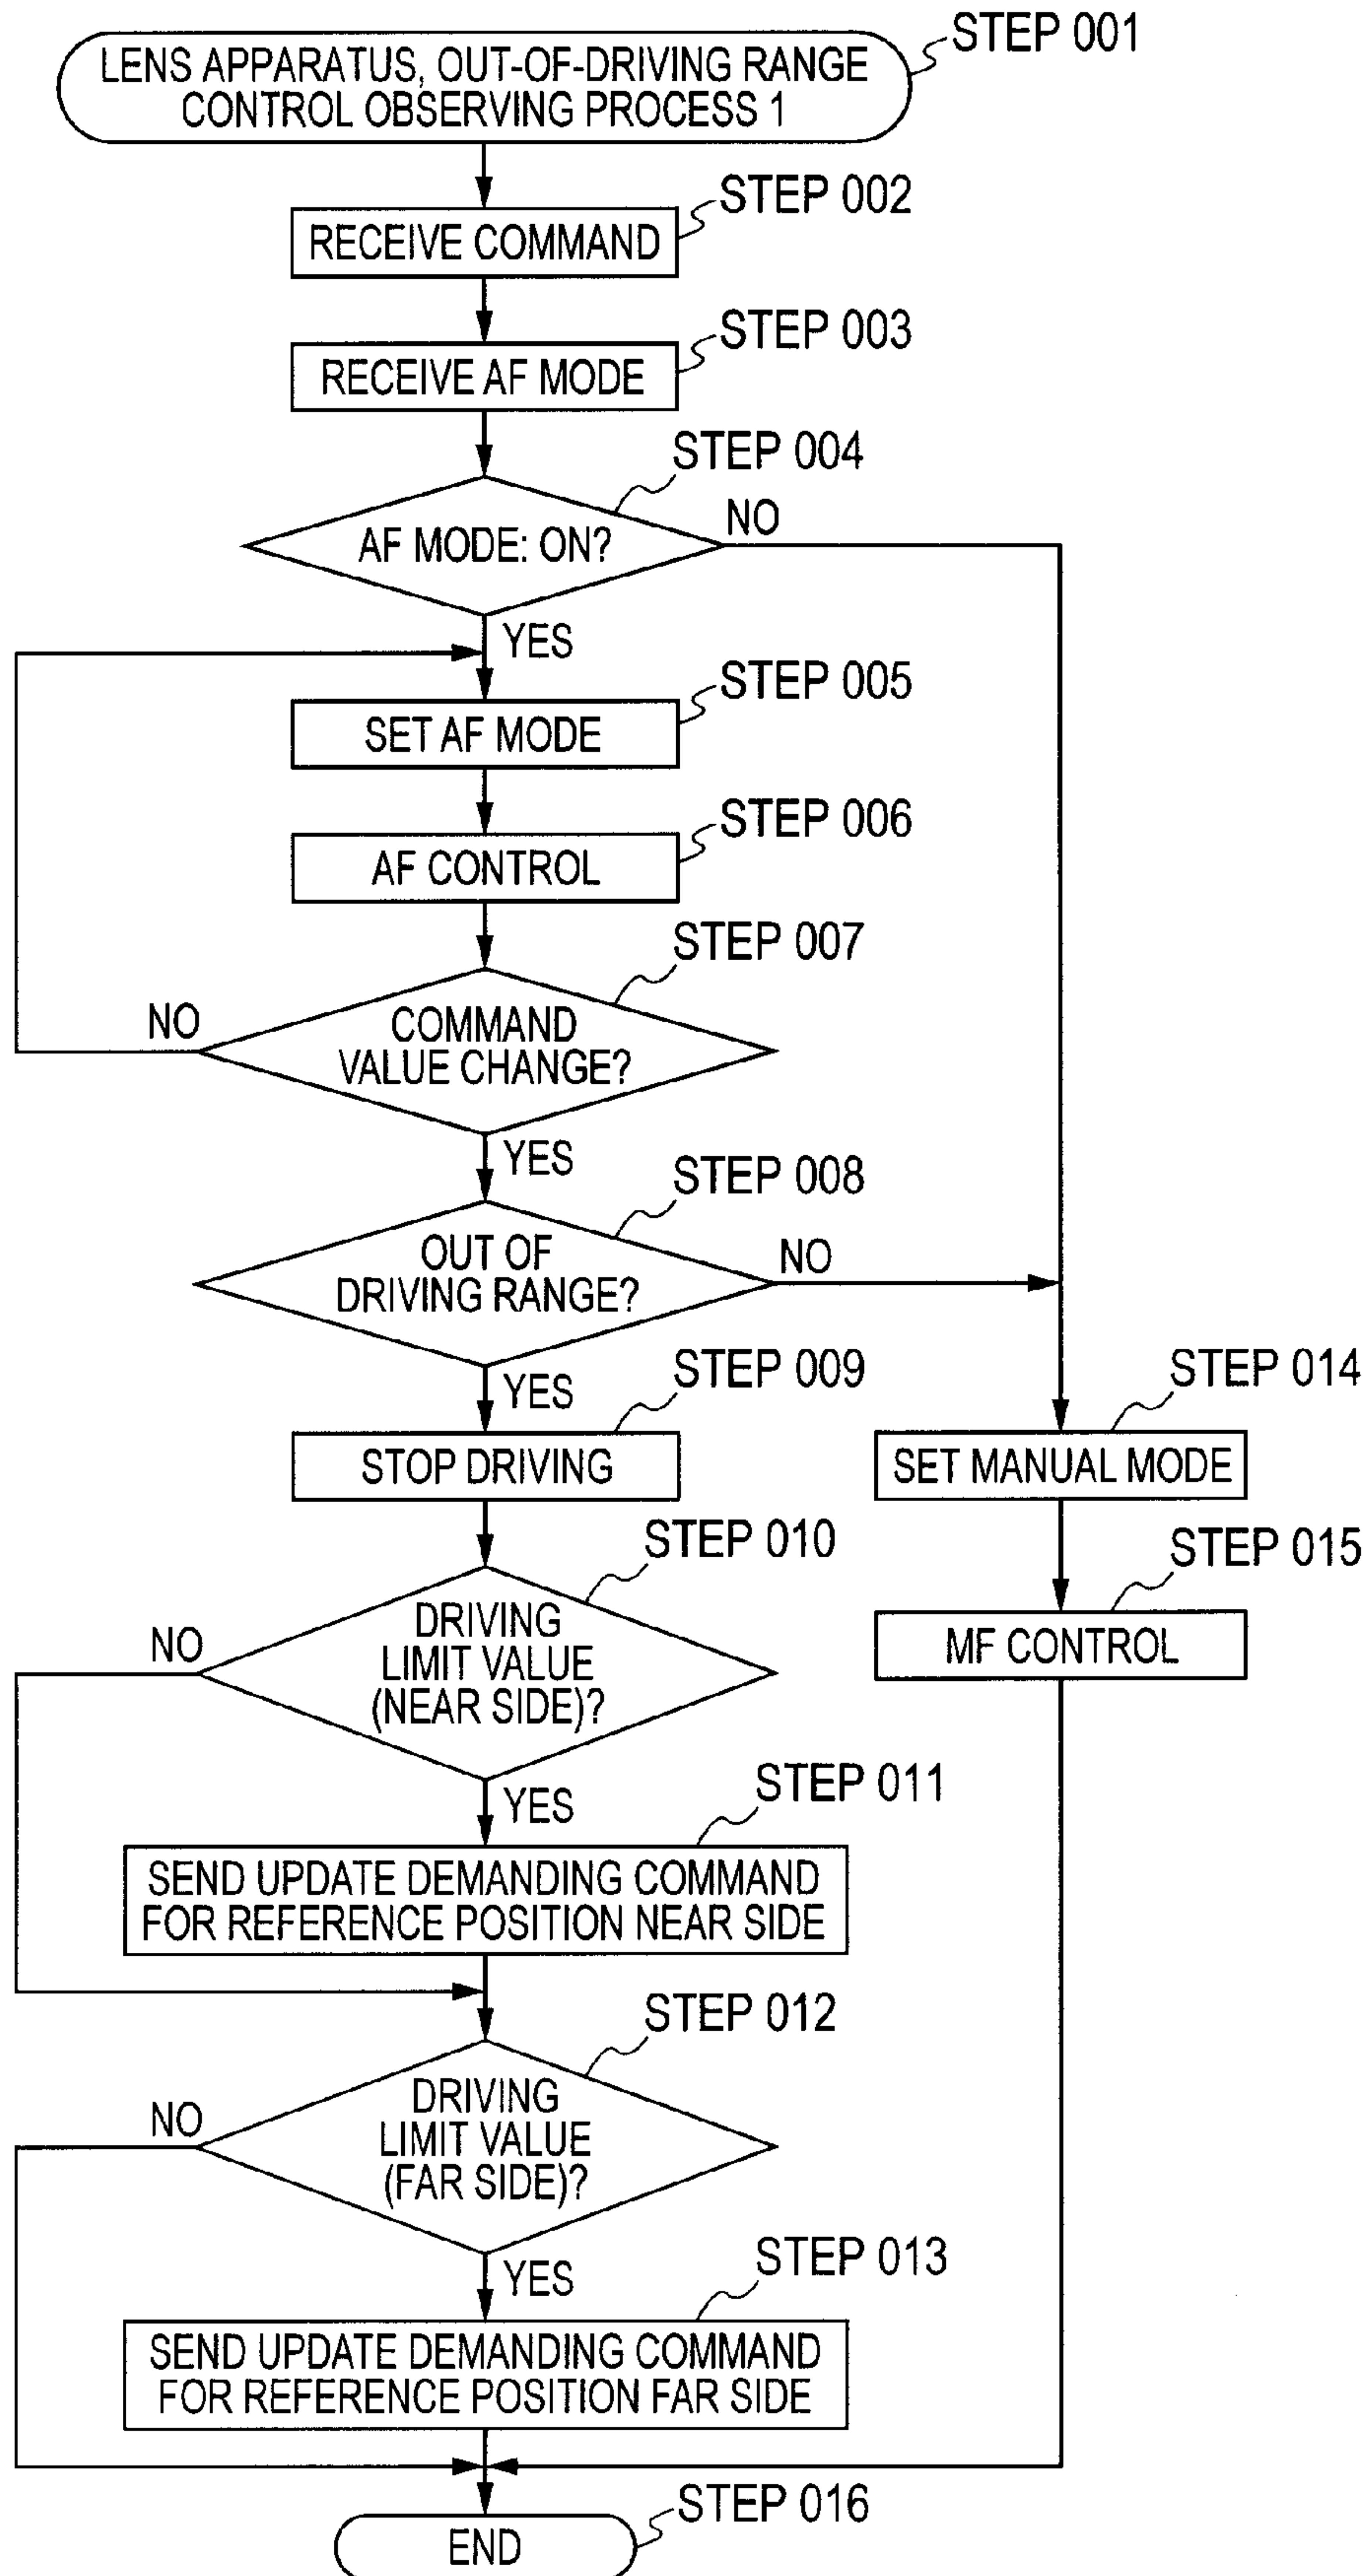 STEP 001
LENS APPARATUS, OUT-OF-DRIVING RANGE
CONTROL OBSERVING PROCESS 1
STEP 002
RECEIVE COMMAND
STEP 003
RECEIVE AF MODE
STEP 004
AF MODE: ON?
NO
YES
STEP 005
SET AF MODE
STEP 006
AF CONTROL
STEP 007
NO
COMMAND
VALUE CHANGE?
YES
STEP 008
OUT OF
DRIVING RANGE?
NO
YES
STEP 009
STOP DRIVING
STEP 014
SET MANUAL MODE
STEP 010
NO
DRIVING
LIMIT VALUE
(NEAR SIDE)?
STEP 015
MF CONTROL
YES
STEP 011
SEND UPDATE DEMANDING COMMAND
FOR REFERENCE POSITION NEAR SIDE
STEP 012
NO
DRIVING
LIMIT VALUE
(FAR SIDE)?
YES
STEP 013
SEND UPDATE DEMANDING COMMAND
FOR REFERENCE POSITION FAR SIDE
STEP 016
END